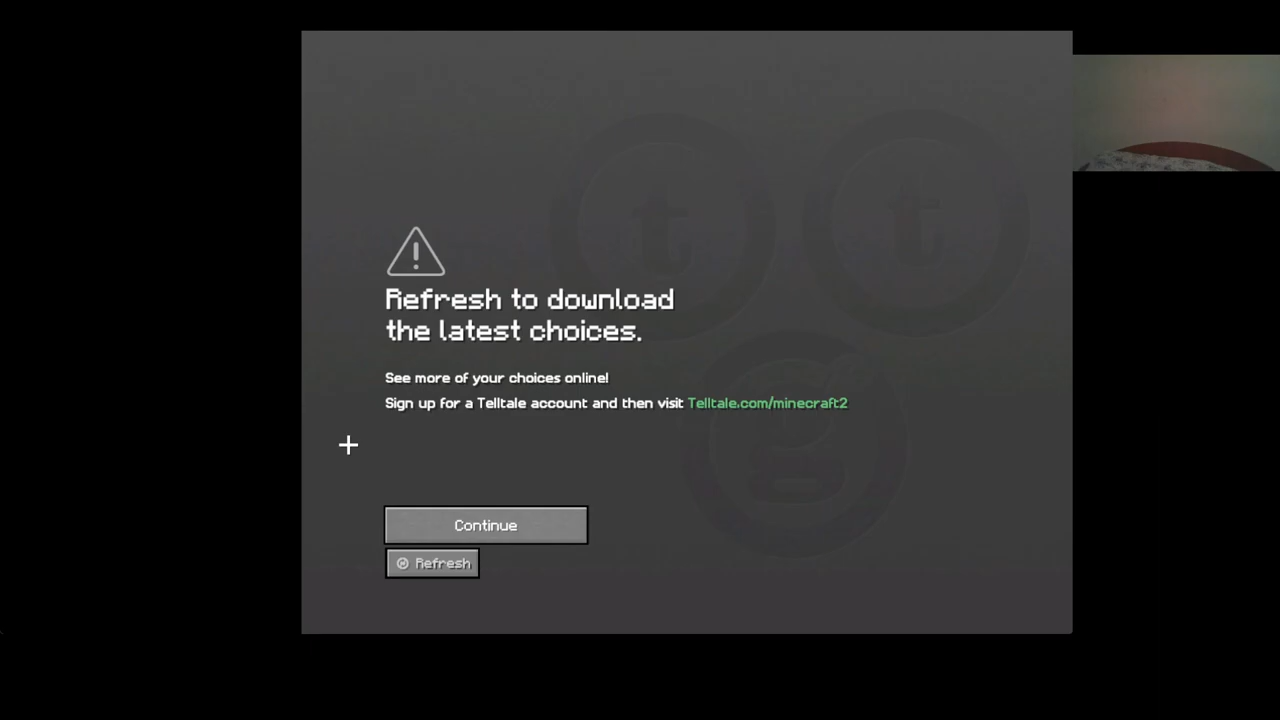 Refresh to download
the latest choices.
See more of your choices online!
Sign up for a Telltale account and then visit Telltale.com/minecraft2
Continue
Refresh